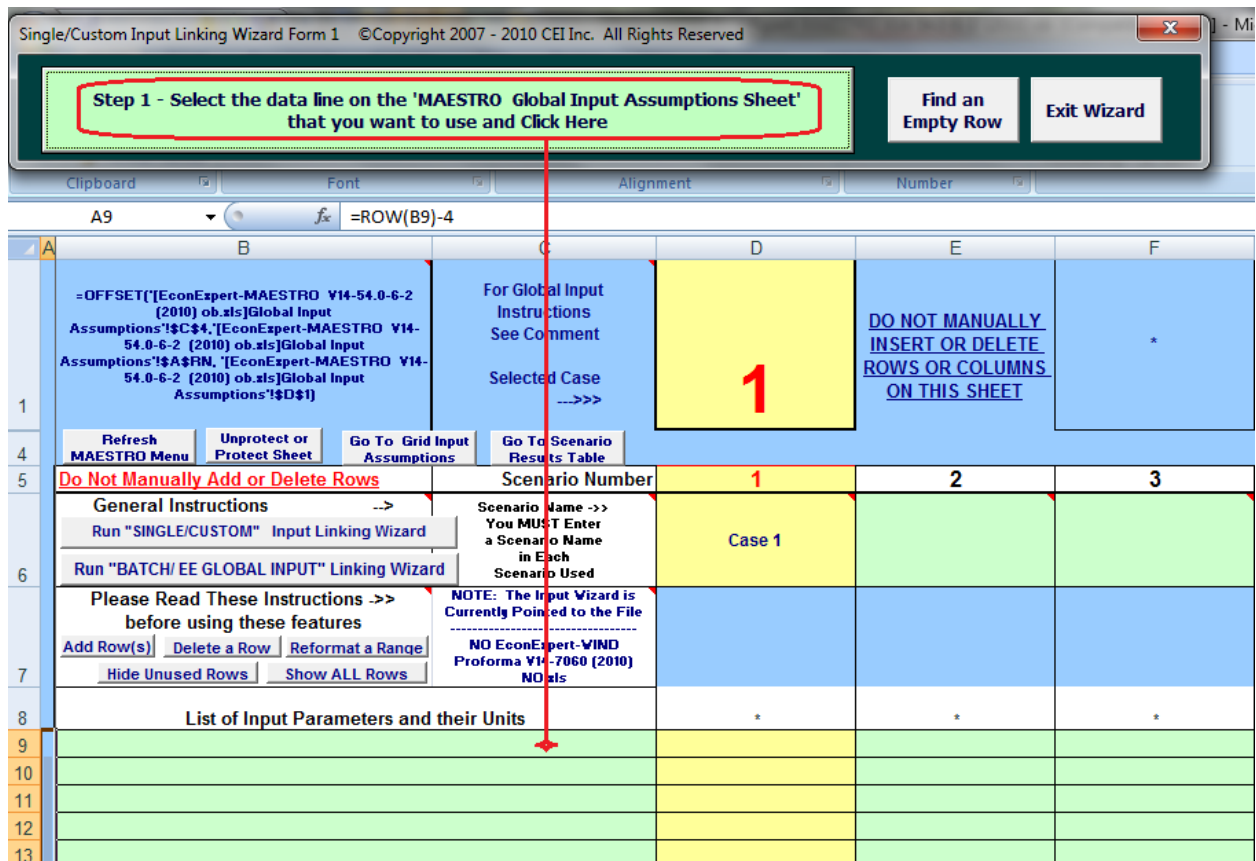 Single/Custom Input Linking Wizard Form 1 ©Copyright 2007 - 2010 CEI Inc. All Rights Reserved
] - Mi
Step 1 - Select the data line on the 'MAESTRO Global Input Assumptions Sheet'
that you want to use and Click Here
Find an
Empty Row
Exit Wizard
Clipboard
Font
Alignment
Number
A9
fx
=ROW(B9)-4
A
B
C
D
E
F
1
=OFFSET('[EconExpert-MAESTRO V14-54.0-6-2
(2010) ob.xls]Global Input
Assumptions'!$C$4,'[EconExpert-MAESTRO V14-
54.0-6-2 (2010) ob.xls]Global Input
Assumptions'!$A$RN, '[EconExpert-MAESTRO V14-
54.0-6-2 (2010) ob.xls]Global Input
Assumptions'!$D$1)
For Global Input
Instructions
See Comment
Selected Case
--->>>
1
DO NOT MANUALLY
INSERT OR DELETE
ROWS OR COLUMNS
ON THIS SHEET
*
4
Refresh
MAESTRO Menu
Unprotect or
Protect Sheet
Go To Grid Input
Assumptions
Go To Scenario
Results Table
5
Do Not Manually Add or Delete Rows
Scenario Number
1
2
3
6
General Instructions -->
Run "SINGLE/CUSTOM" Input Linking Wizard
Run "BATCH/ EE GLOBAL INPUT" Linking Wizard
Scenario Name ->>
You MUST Enter
a Scenario Name
in Each
Scenario Used
Case 1
7
Please Read These Instructions ->>
before using these features
Add Row(s)
Delete a Row
Reformat a Range
Hide Unused Rows
Show ALL Rows
NOTE: The Input Wizard is
Currently Pointed to the File
----------------------------------
NO EconExpert-WIND
Proforma V14-7060 (2010)
NO.xls
8
List of Input Parameters and their Units
*
*
*
9
10
11
12
13